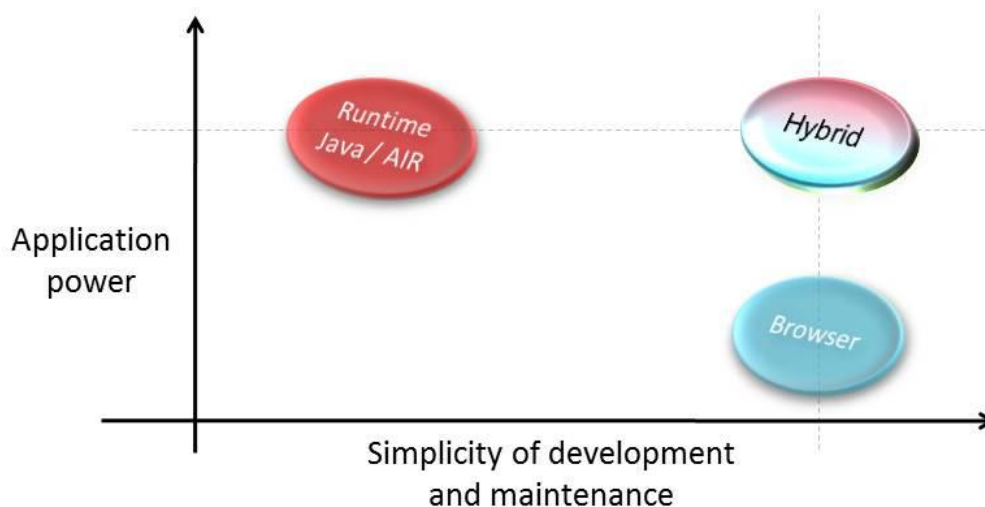 Runtime
Java / AIR
Hybrid
Application
power
Browser
Simplicity of development
and maintenance